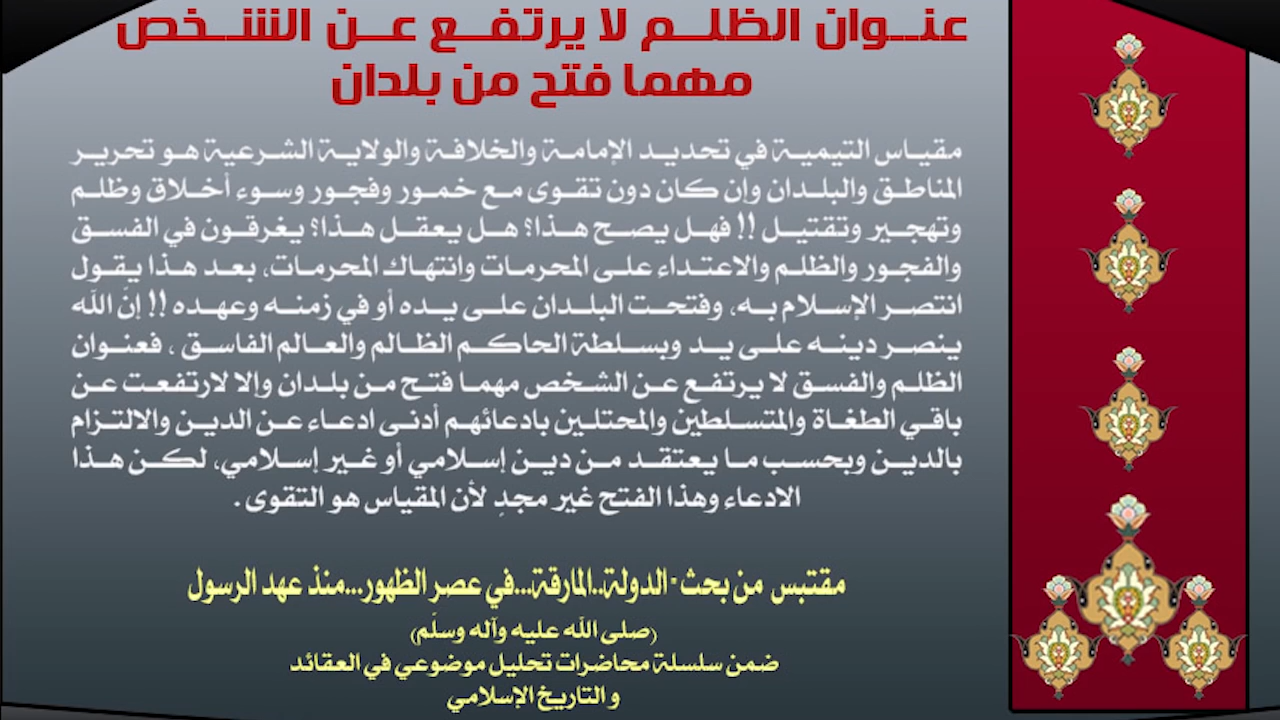 عنوان الظلم لا يرتفع عن الشخص
مهما فتح من بلدان
مقياس التيمية في تحديد الإمامة والخلافة والولاية الشرعية هو تحرير
المناطق والبلدان وإن كان دون تقوى مع خمور وفجور وسوء أخلاق وظلم
وتهجير وتقتيل !! فهل يصح هذا؟ هل يعقل هذا؟ يغرقون في الفسق
والفجور والظلم والاعتداء على المحرمات وانتهاك المحرمات، بعد هذا يقول
انتصر الإسلام به، وفتحت البلدان على يده أو في زمنه وعهده !! إنَ الله
ينصر دينه على يد وبسلطة الحاكم الظالم والعالم الفاسق ، فعنوان
الظلم والفسق لا يرتفع عن الشخص مهما فتح من بلدان وإلا لارتفعت عن
باقي الطغاة والمتسلطين والمحتلين بادعائهم أدنى ادعاء عن الدين والالتزام
بالدين وبحسب ما يعتقد من دين إسلامي أو غير إسلامي، لكن هذا
الادعاء وهذا الفتح غير مجدِ لأن المقياس هو التقوى .
مقتبس من بحث " الدولة..المارقة...في عصر الظهور...منذ عهد الرسول
(صلى الله عليه وآله وسلّم)
ضمن سلسلة محاضرات تحليل موضوعي في العقائد
و التاريخ الإسلامي